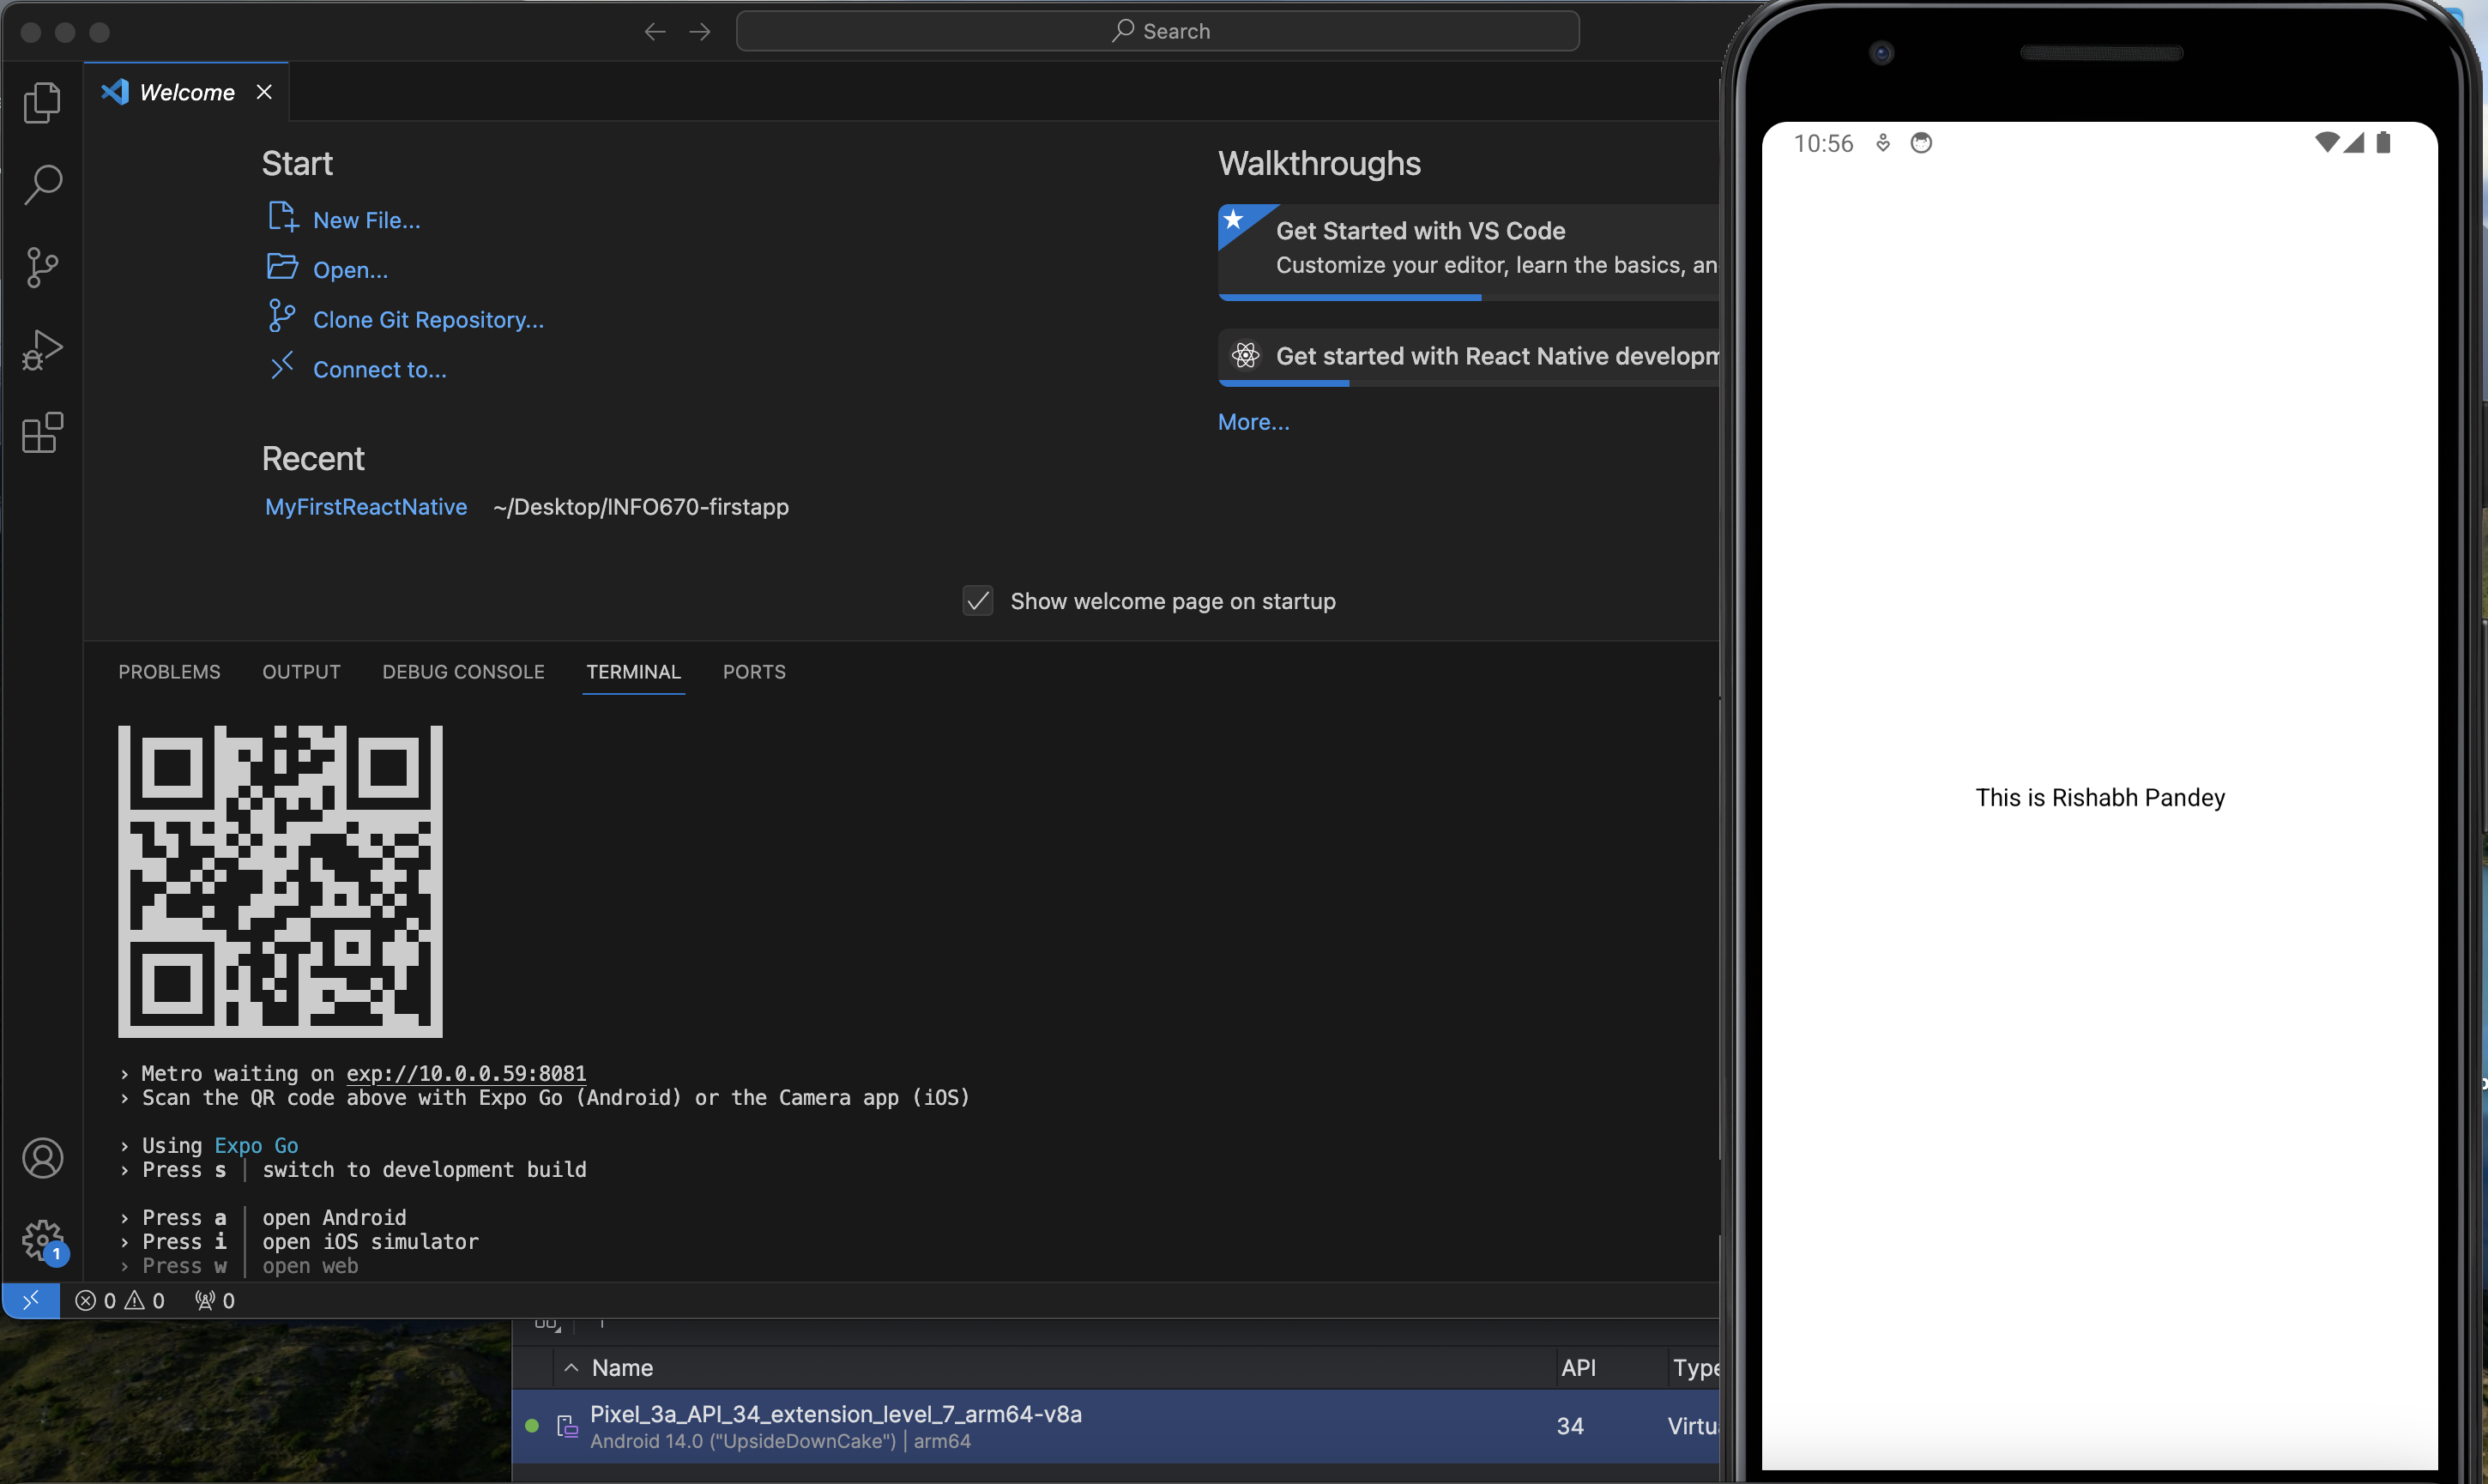 Search
Welcome
Start
New File...
Open...
Clone Git Repository...
Connect to...
Recent
MyFirstReactNative ~/Desktop/INFO670-firstapp
Walkthroughs
Get Started with VS Code
Customize your editor, learn the basics, an
Get started with React Native developm
More...
Show welcome page on startup
PROBLEMS OUTPUT DEBUG CONSOLE TERMINAL PORTS
› Metro waiting on exp://10.0.0.59:8081
› Scan the QR code above with Expo Go (Android) or the Camera app (iOS)
› Using Expo Go
› Press s │ switch to development build
› Press a │ open Android
› Press i │ open iOS simulator
› Press w │ open web
1
0 0 0
Name API Type
Pixel_3a_API_34_extension_level_7_arm64-v8a 34 Virtu
Android 14.0 ("UpsideDownCake") | arm64
10:56
This is Rishabh Pandey